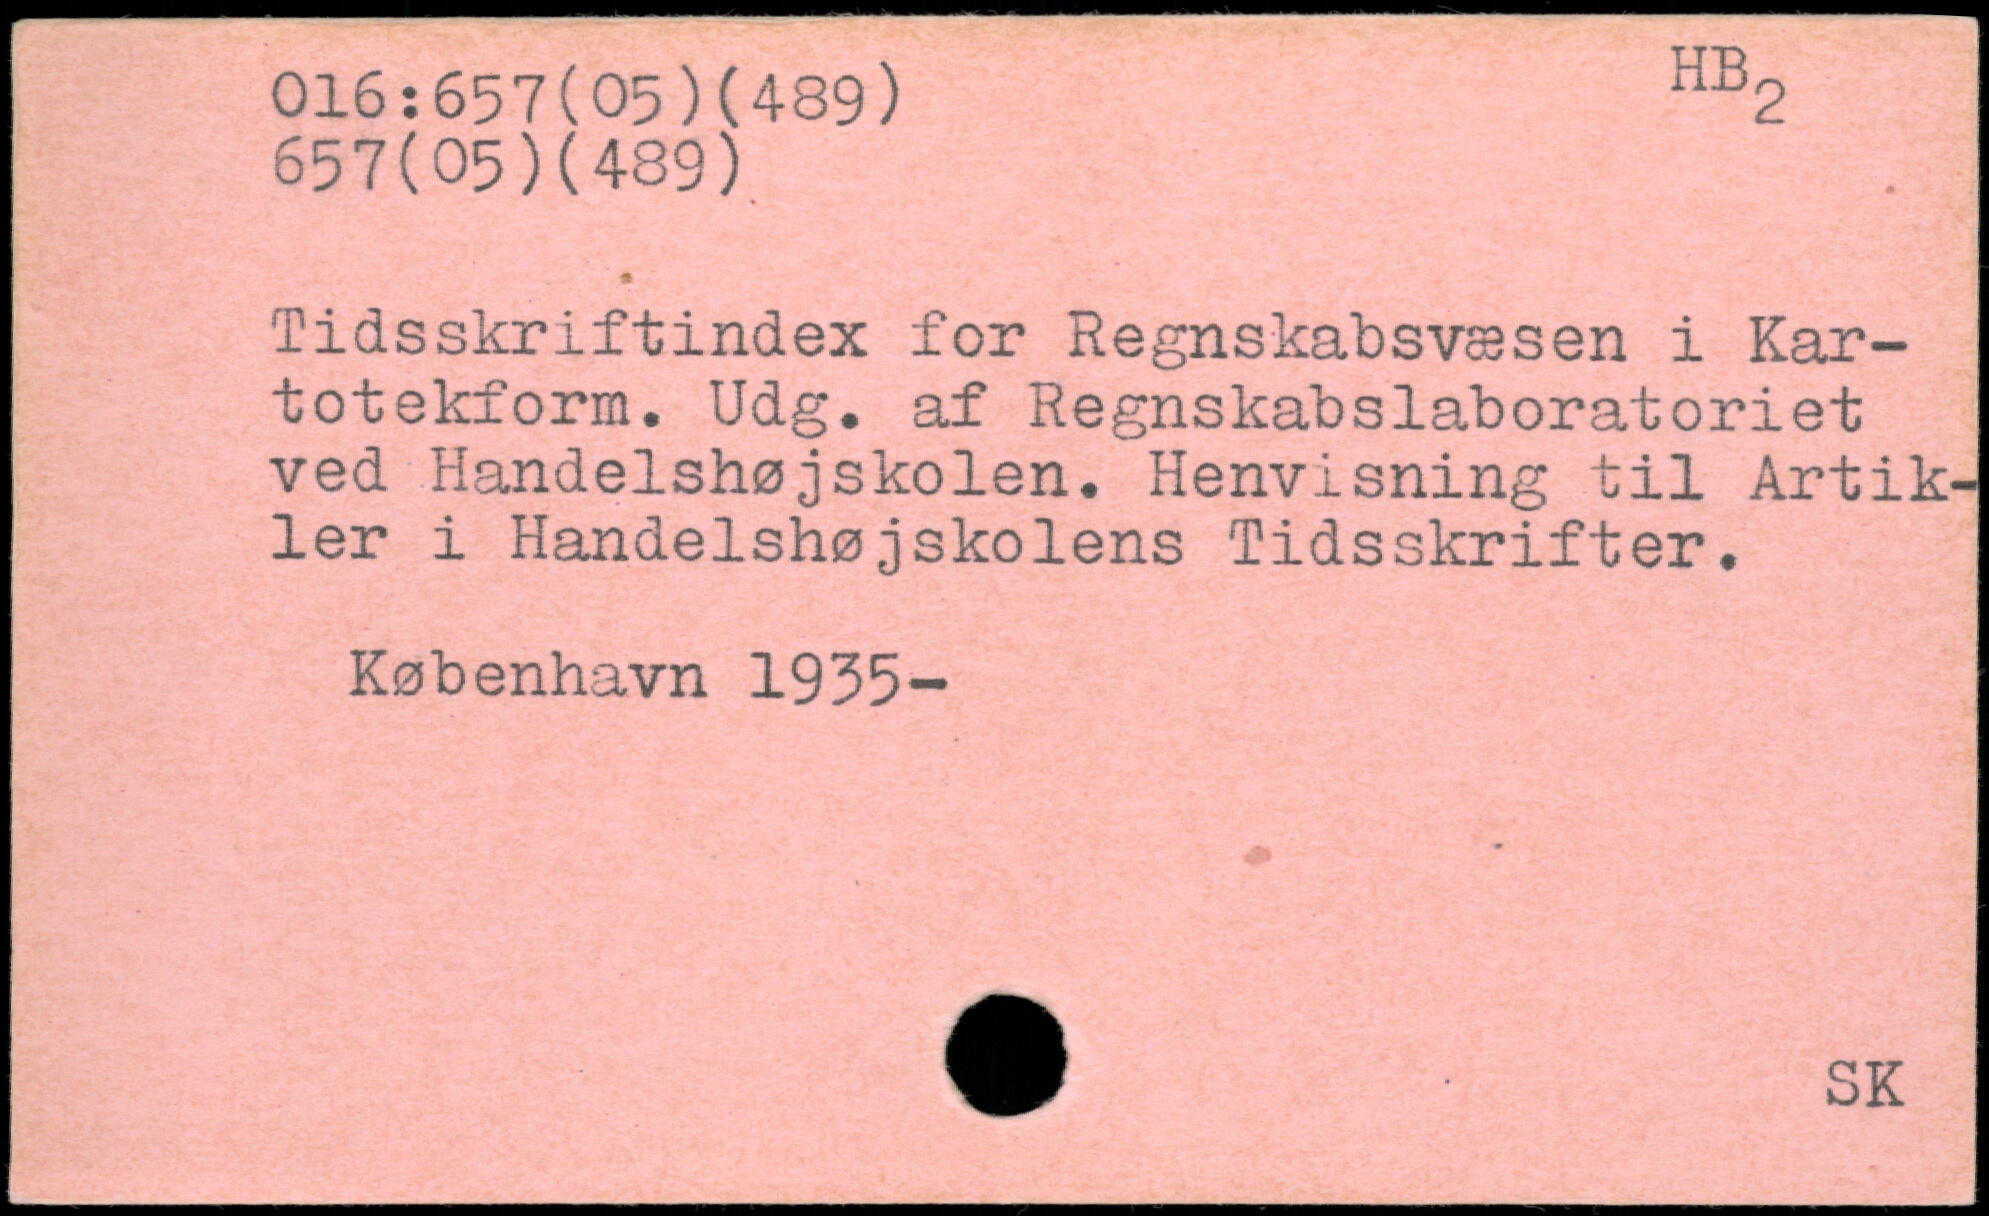 016:657(05)(489)
HB2
657(05)(489)
Tidsskriftindex for Regnskabsvæsen i Kar-
totekform. Udg. af Regnskabslaboratoriet
ved Handelshøjskolen. Henvisning til Artik-
ler i Handelshøjskolens Tidsskrifter.
København 1935-
SK